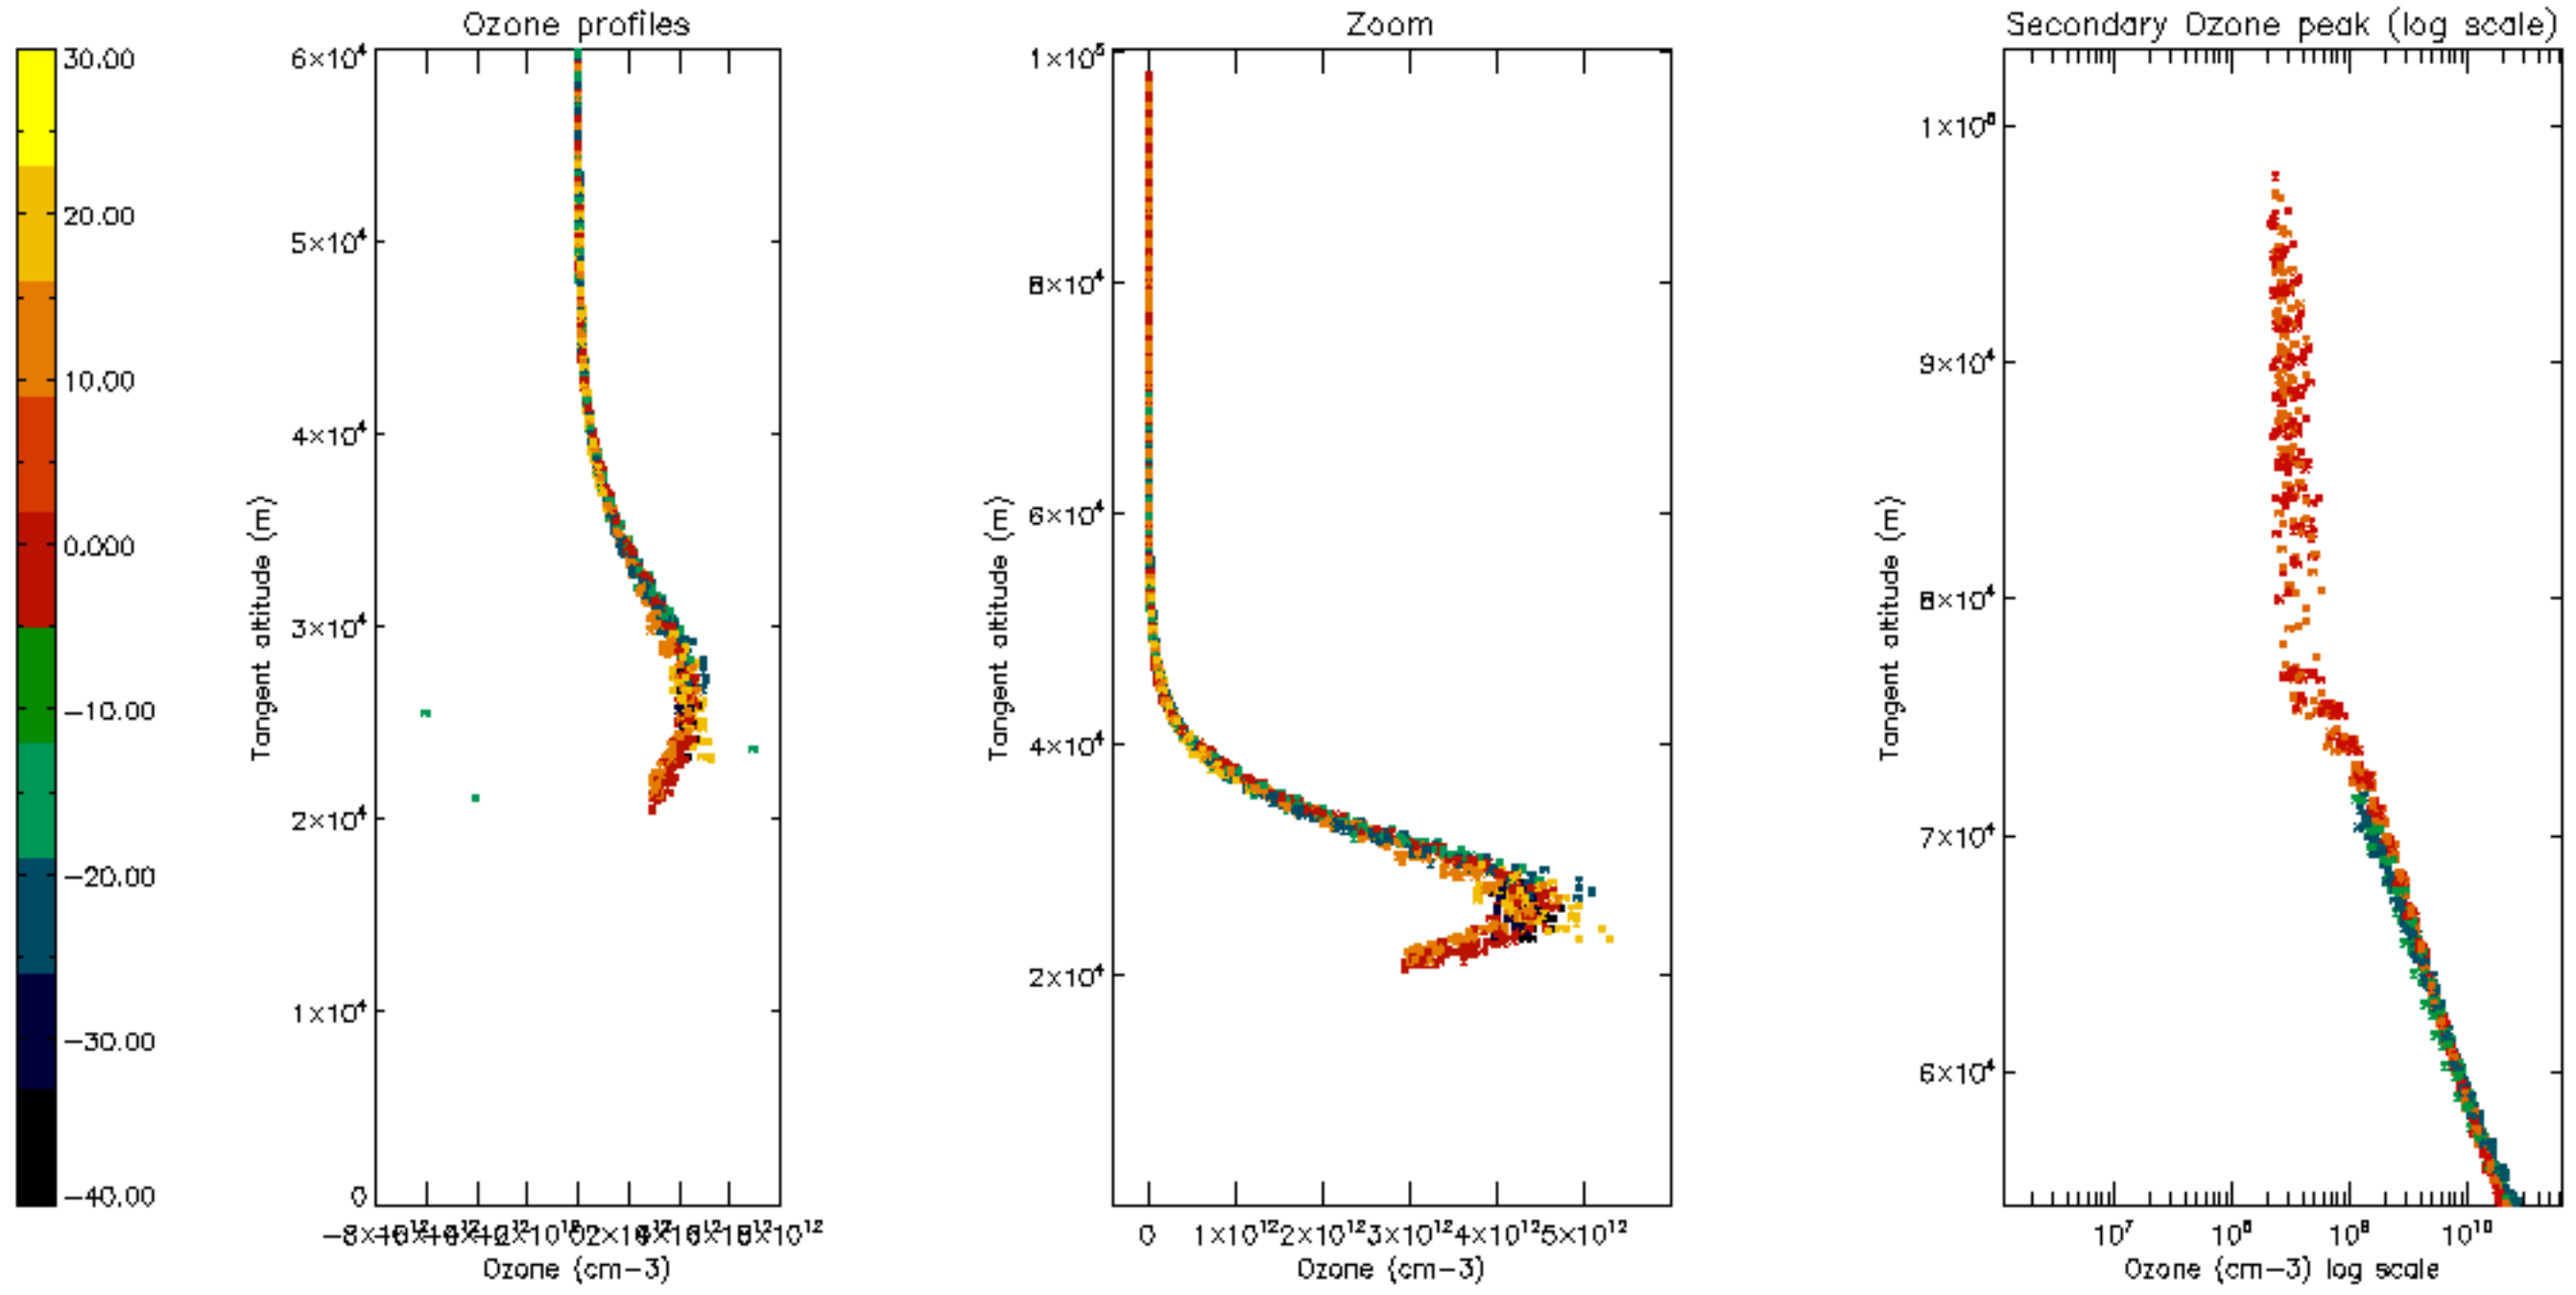 Ozone profiles
Zoom
Secondary Ozone peak (log scale)
30.00
20.00
10.00
0.000
−10.00
−20.00
−30.00
−40.00
6×10⁴
5×10⁴
4×10⁴
3×10⁴
2×10⁴
1×10⁴
0
Tangent altitude (m)
Ozone (cm−3)
1×10⁵
8×10⁴
6×10⁴
4×10⁴
2×10⁴
Tangent altitude (m)
0 1×10¹² 2×10¹² 3×10¹² 4×10¹² 5×10¹²
Ozone (cm−3)
1×10⁵
9×10⁴
8×10⁴
7×10⁴
6×10⁴
Tangent altitude (m)
10⁷ 10⁸ 10⁹ 10¹⁰
Ozone (cm−3) log scale